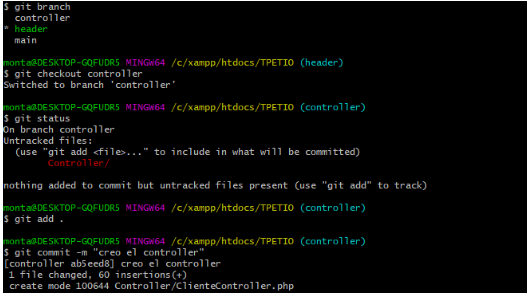 $ git branch
controller
* header
main
monta@DESKTOP-GQFUDR5 MINGW64 /c/xampp/htdocs/TPETIO (header)
$ git checkout controller
Switched to branch 'controller'
monta@DESKTOP-GQFUDR5 MINGW64 /c/xampp/htdocs/TPETIO (controller)
$ git status
On branch controller
Untracked files:
(use "git add <file>..." to include in what will be committed)
Controller/
nothing added to commit but untracked files present (use "git add" to track)
monta@DESKTOP-GQFUDR5 MINGW64 /c/xampp/htdocs/TPETIO (controller)
$ git add .
monta@DESKTOP-GQFUDR5 MINGW64 /c/xampp/htdocs/TPETIO (controller)
$ git commit -m "creo el controller"
[controller ab5eed8] creo el controller
1 file changed, 60 insertions(+)
create mode 100644 Controller/ClienteController.php